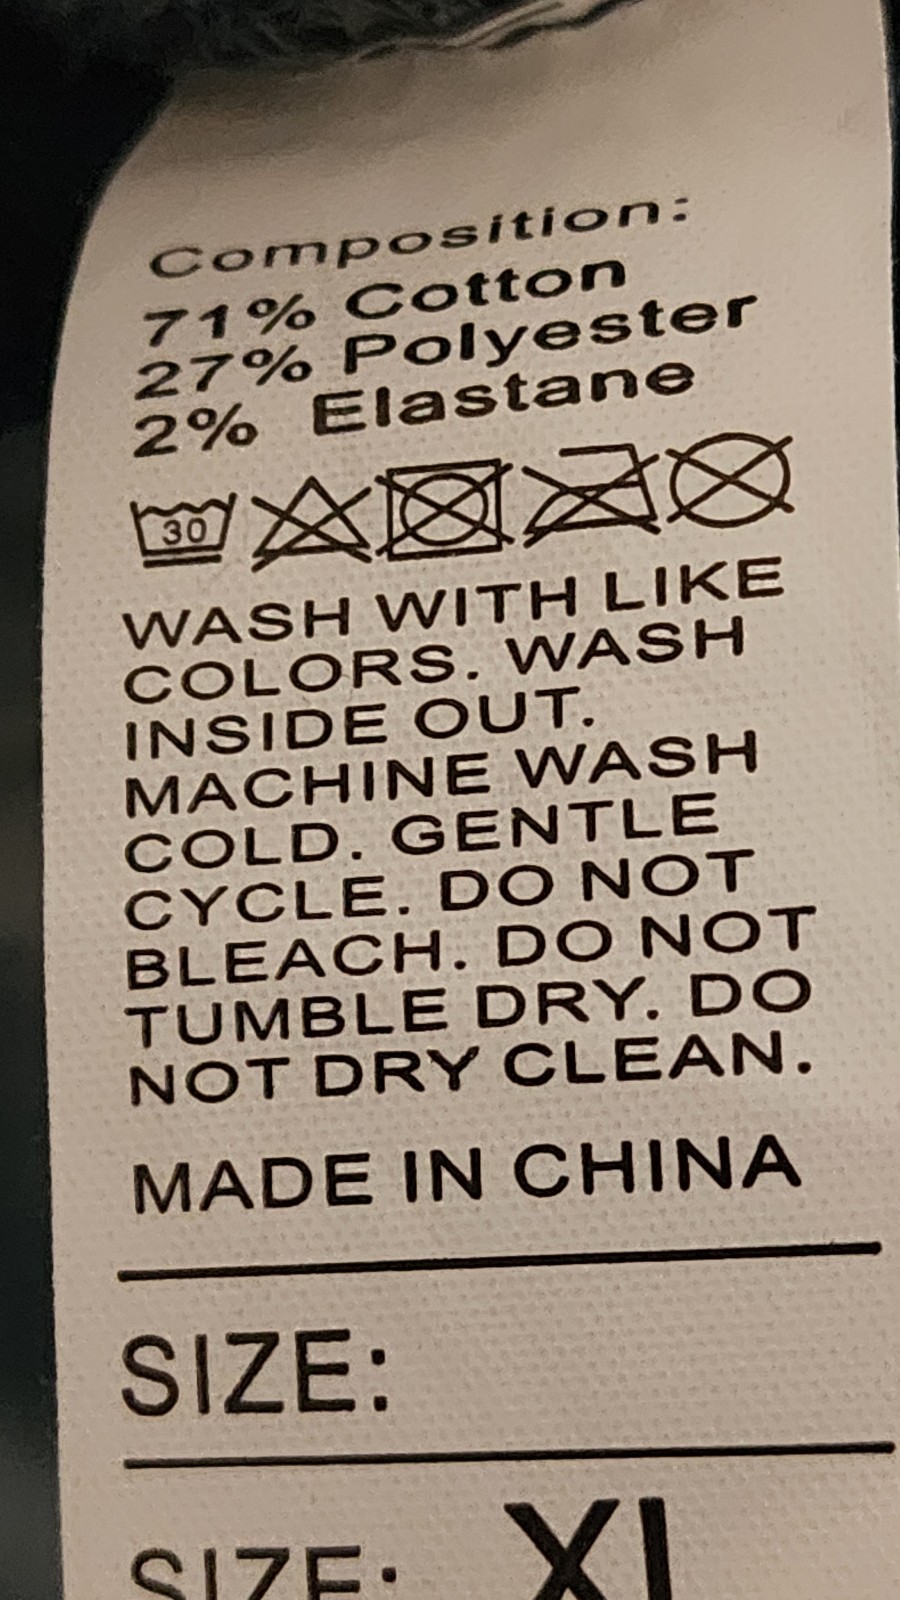 Composition:
71% Cotton
27% Polyester
2% Elastane
30
WASH WITH LIKE
COLORS. WASH
INSIDE OUT.
MACHINE WASH
COLD. GENTLE
CYCLE. DO NOT
BLEACH. DO NOT
TUMBLE DRY. DO
NOT DRY CLEAN.
MADE IN CHINA
SIZE:
SIZE: XL